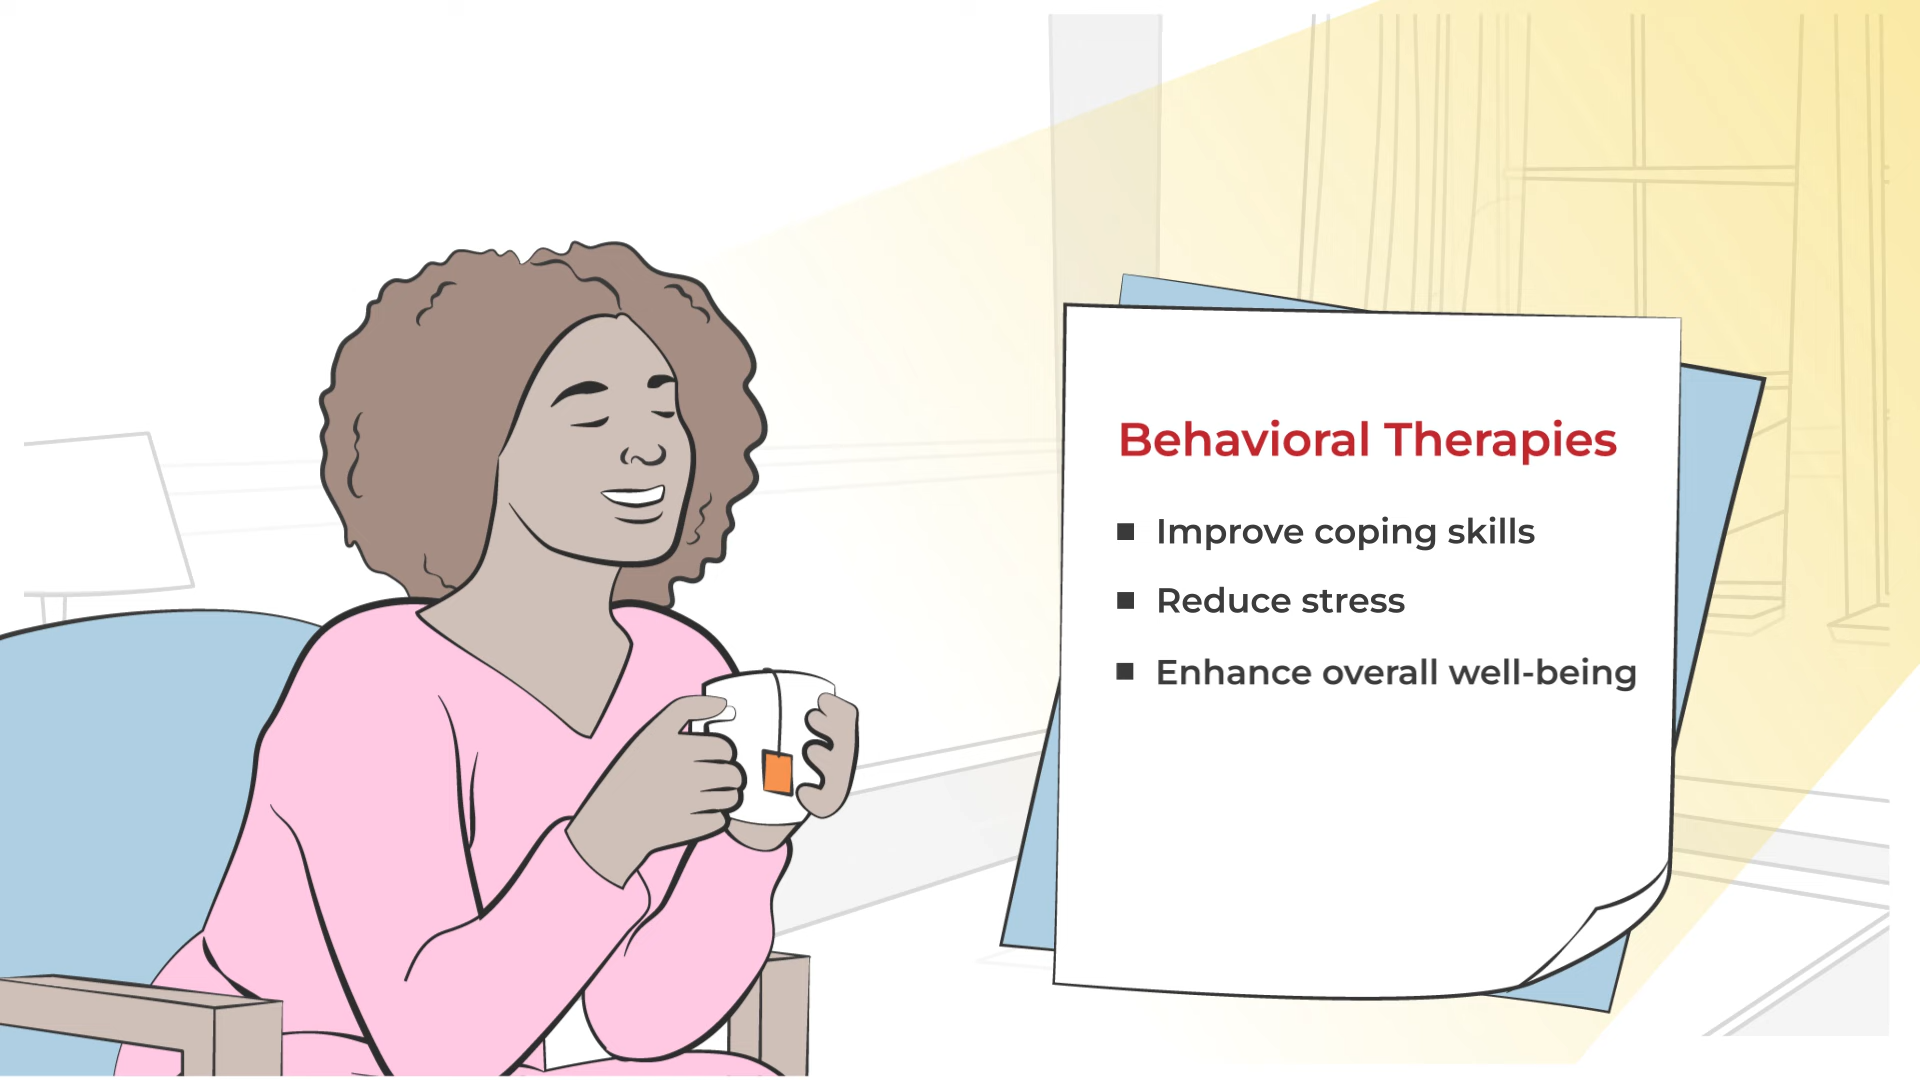 Behavioral Therapies
■ Improve coping skills
■ Reduce stress
■ Enhance overall well-being